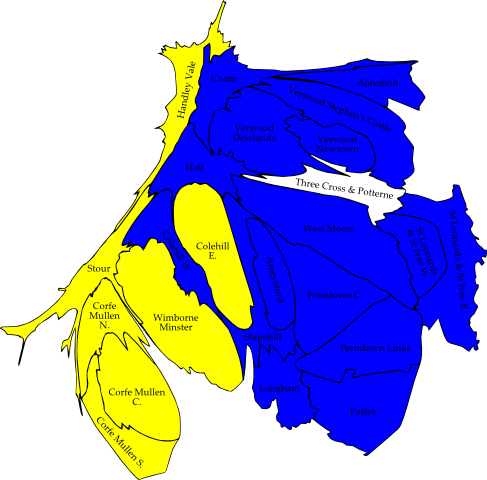 Crane
Alderholt
Handley Vale
Verwood Stephen's Castle
Verwood
Dewlands
Verwood
Newtown
Holt
Three Cross & Potterne
St Leonards & St Ives E.
West Moors
St Leonards
& St Ives W.
Colehill
E.
Ameysford
Stour
Ferndown C.
Corfe
Mullen
N.
Wimborne
Minster
Stapehill
Ferndown Links
Longham
Parley
Corfe Mullen
C.
Corfe Mullen S.